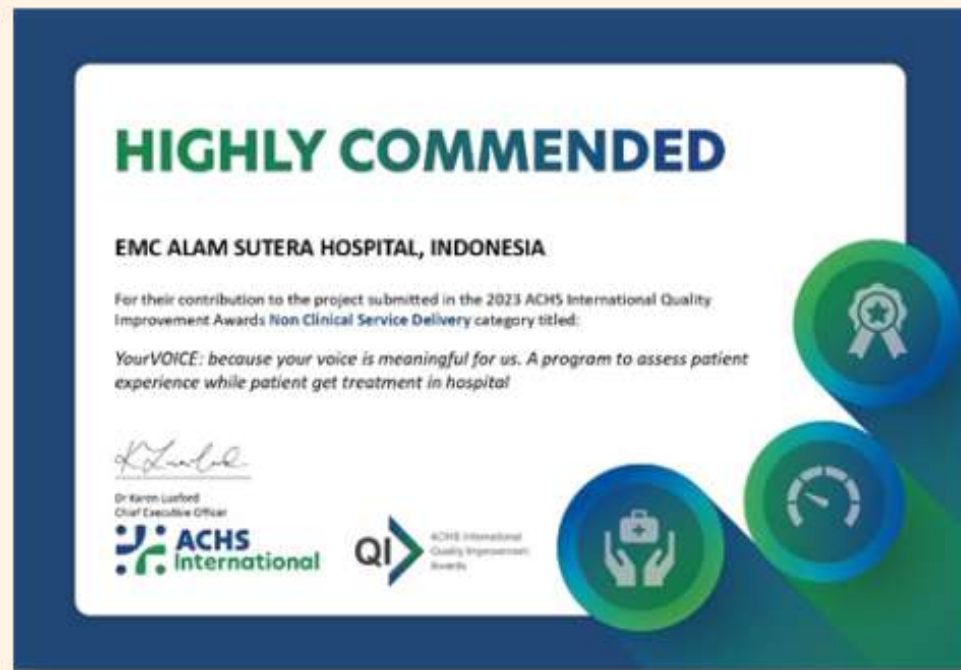 HIGHLY COMMENDED
EMC ALAM SUTERA HOSPITAL, INDONESIA
For their contribution to the project submitted in the 2023 ACHS International Quality
Improvement Awards Non Clinical Service Delivery category titled:
YourVOICE: because your voice is meaningful for us. A program to assess patient
experience while patient get treatment in hospital
Dr Karen Luxford
Chief Executive Officer
ACHS
International
QI
ACHS International
Quality Improvement
Awards